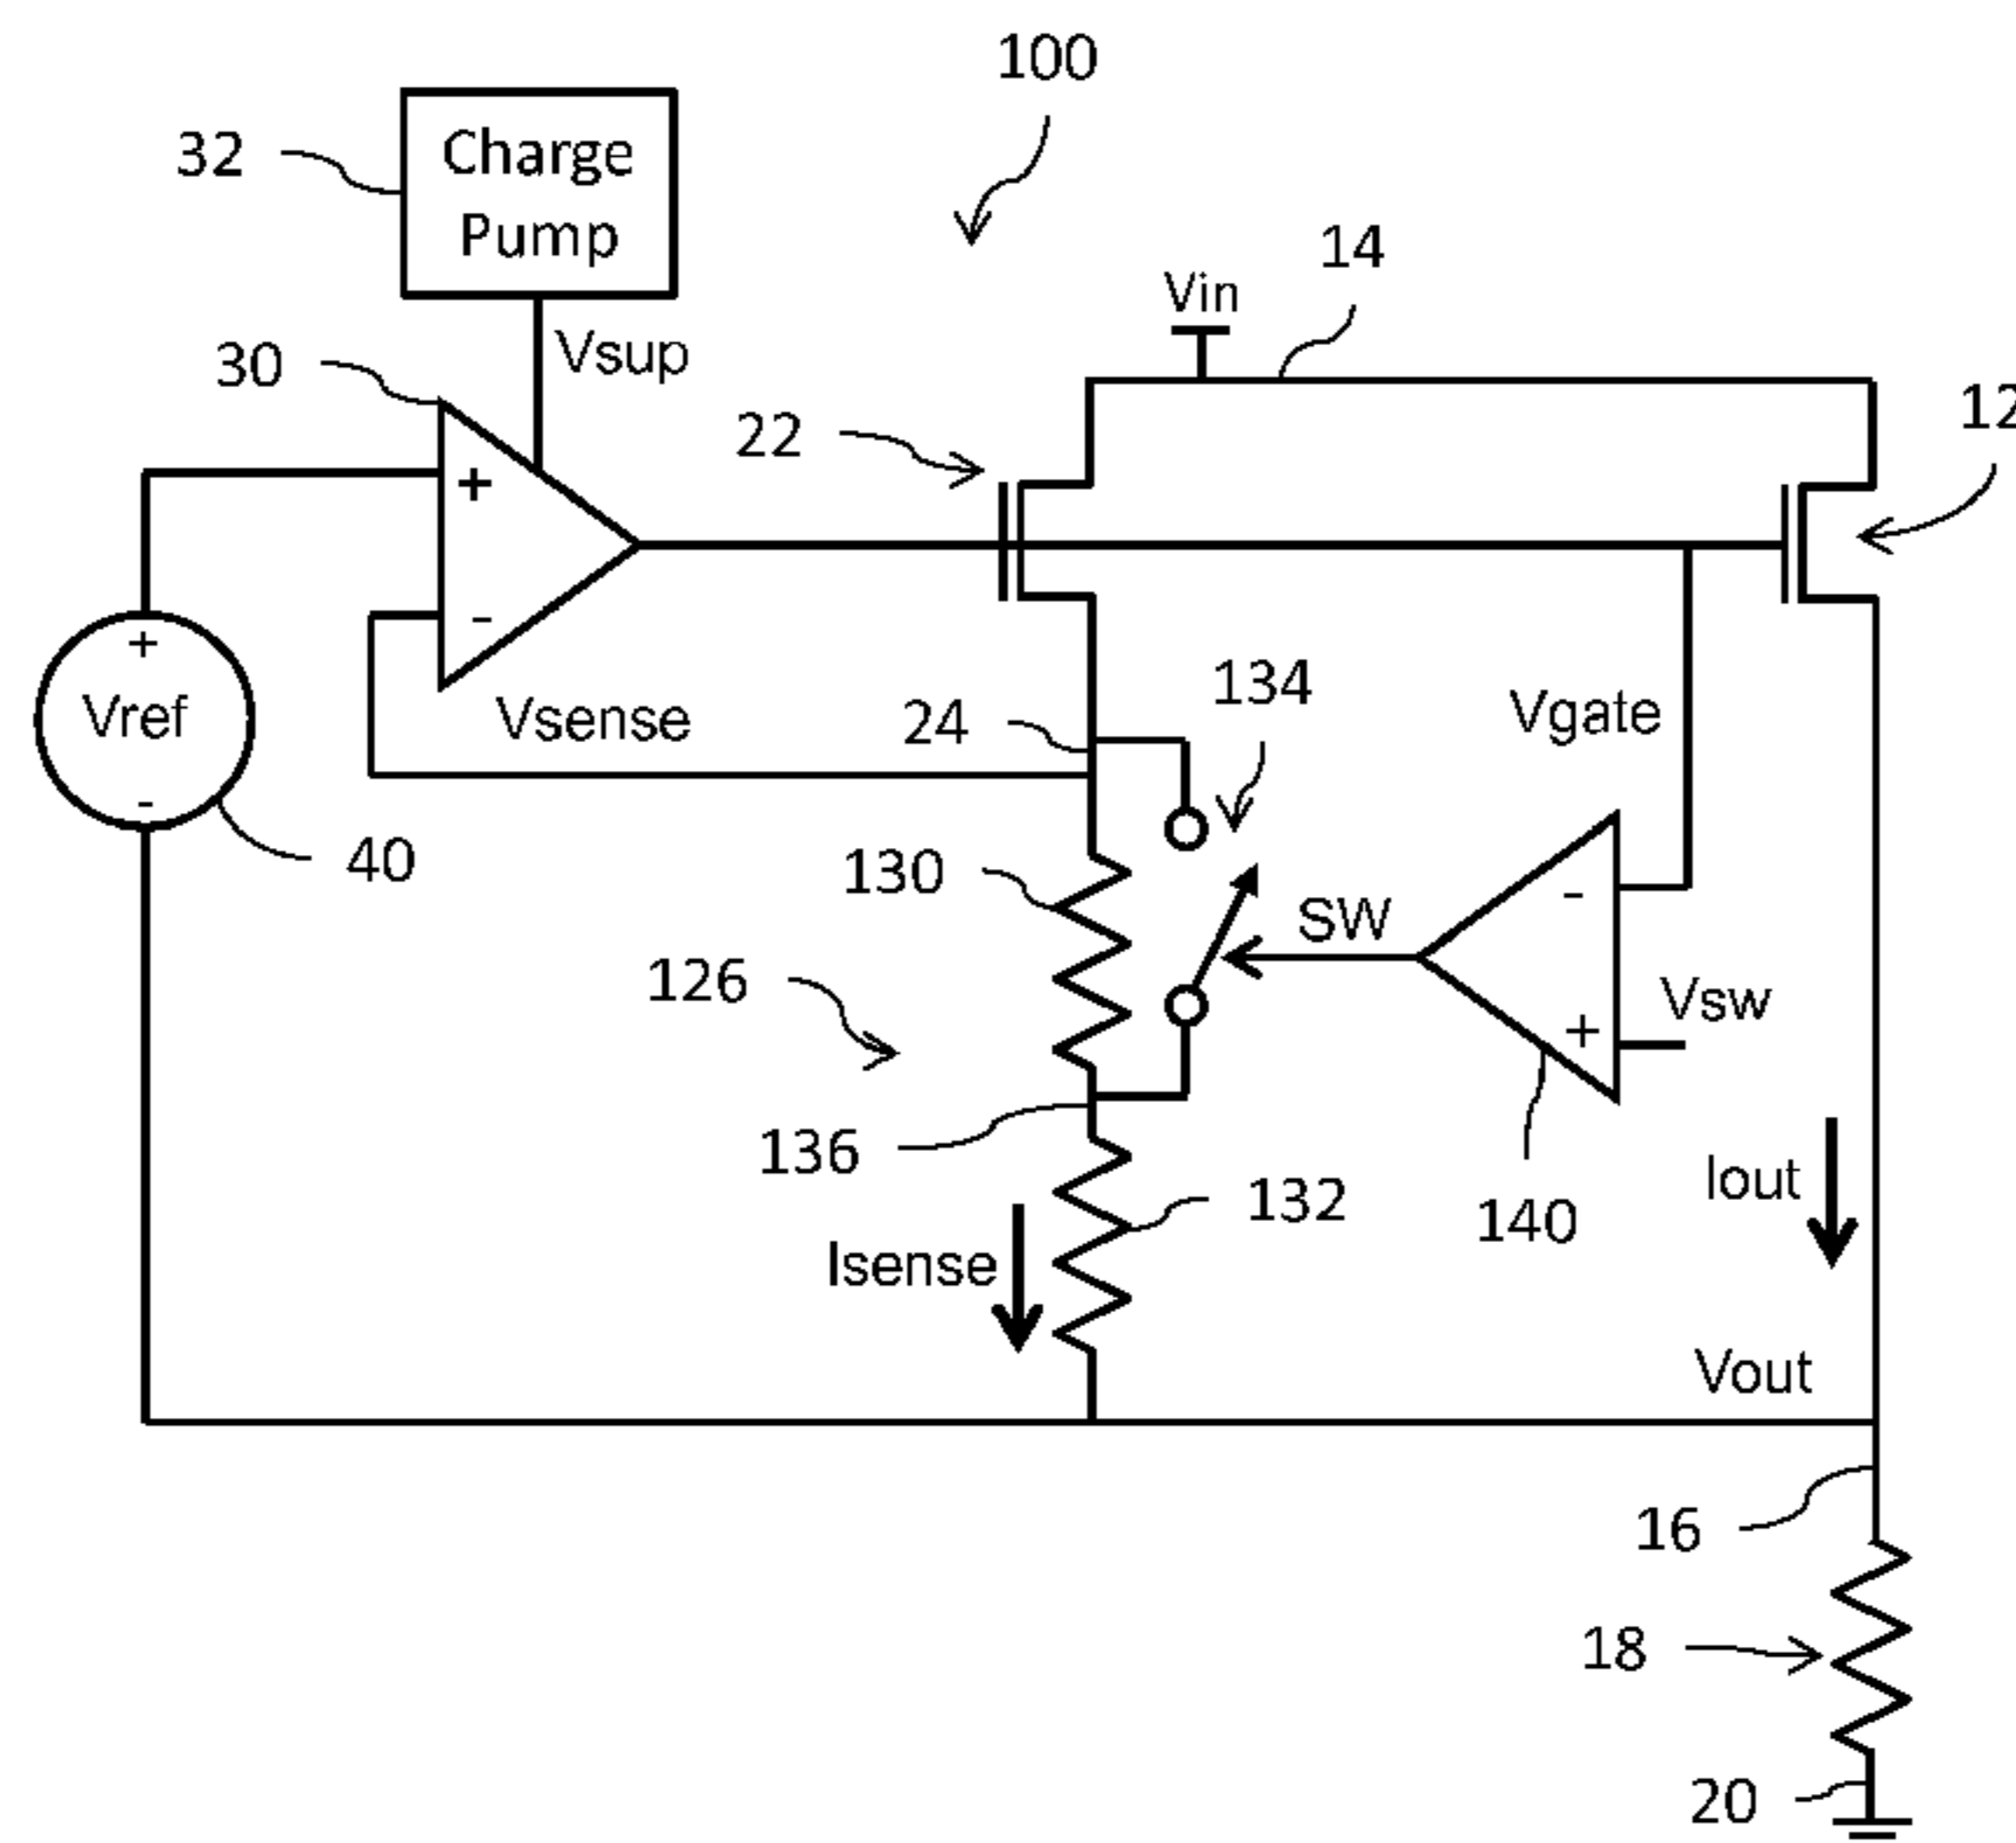 100
32
Charge
Pump
14
Vin
30
Vsup
22
12
+
-
+
Vref
-
40
Vsense
24
134
Vgate
130
126
SW
-
+
Vsw
136
132
140
Isense
Iout
Vout
16
18
20